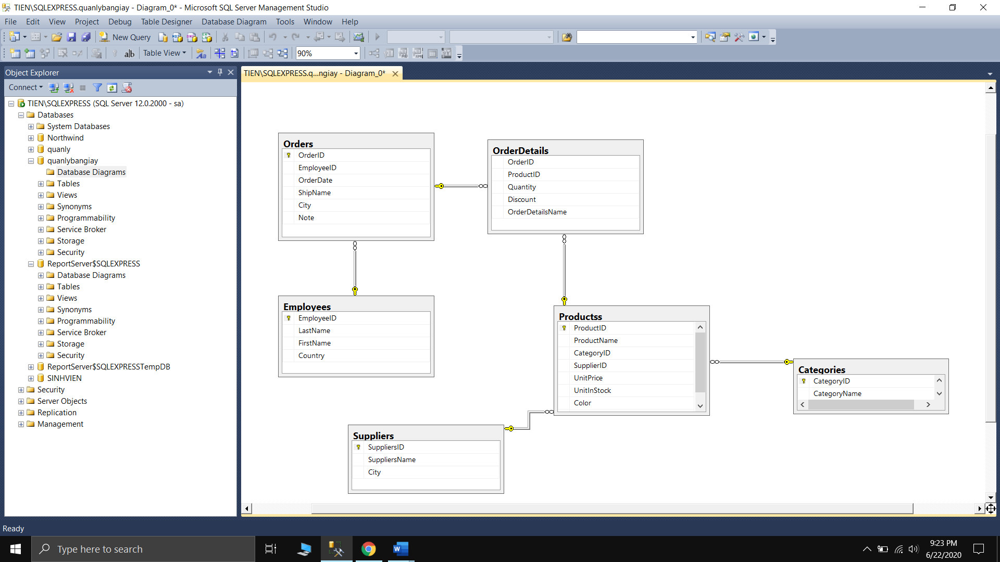 TIEN\SQLEXPRESS.quanlybangiay - Diagram_0* - Microsoft SQL Server Management Studio
File Edit View Project Debug Table Designer Database Diagram Tools Window Help
New Query
Table View 90%
Object Explorer
Connect
TIEN\SQLEXPRESS (SQL Server 12.0.2000 - sa)
Databases
System Databases
Northwind
quanly
quanlybangiay
Database Diagrams
Tables
Views
Synonyms
Programmability
Service Broker
Storage
Security
ReportServer$SQLEXPRESS
Database Diagrams
Tables
Views
Synonyms
Programmability
Service Broker
Storage
Security
ReportServer$SQLEXPRESSTempDB
SINHVIEN
Security
Server Objects
Replication
Management
TIEN\SQLEXPRESS.q...ngiay - Diagram_0*
Orders
OrderID
EmployeeID
OrderDate
ShipName
City
Note
OrderDetails
OrderID
ProductID
Quantity
Discount
OrderDetailsName
Employees
EmployeeID
LastName
FirstName
Country
Productss
ProductID
ProductName
CategoryID
SupplierID
UnitPrice
UnitInStock
Color
Categories
CategoryID
CategoryName
Suppliers
SuppliersID
SuppliersName
City
Ready
Type here to search
9:23 PM
6/22/2020